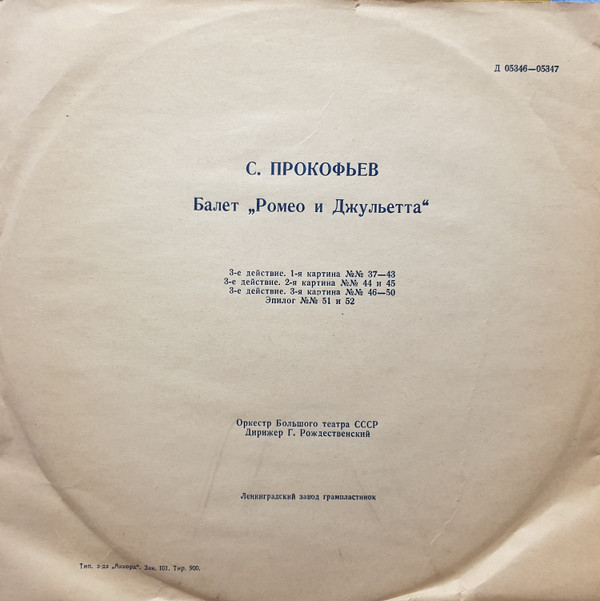 Д 05346—05347
С. ПРОКОФЬЕВ
Балет „Ромео и Джульетта“
3-е действие. 1-я картина №№ 37—43
3-е действие. 2-я картина №№ 44 и 45
3-е действие. 3-я картина №№ 46—50
Эпилог №№ 51 и 52
Оркестр Большого театра СССР
Дирижер Г. Рождественский
Ленинградский завод грампластинок
Тип. з-да „Аккорд“. Зак. 101. Тир. 900.